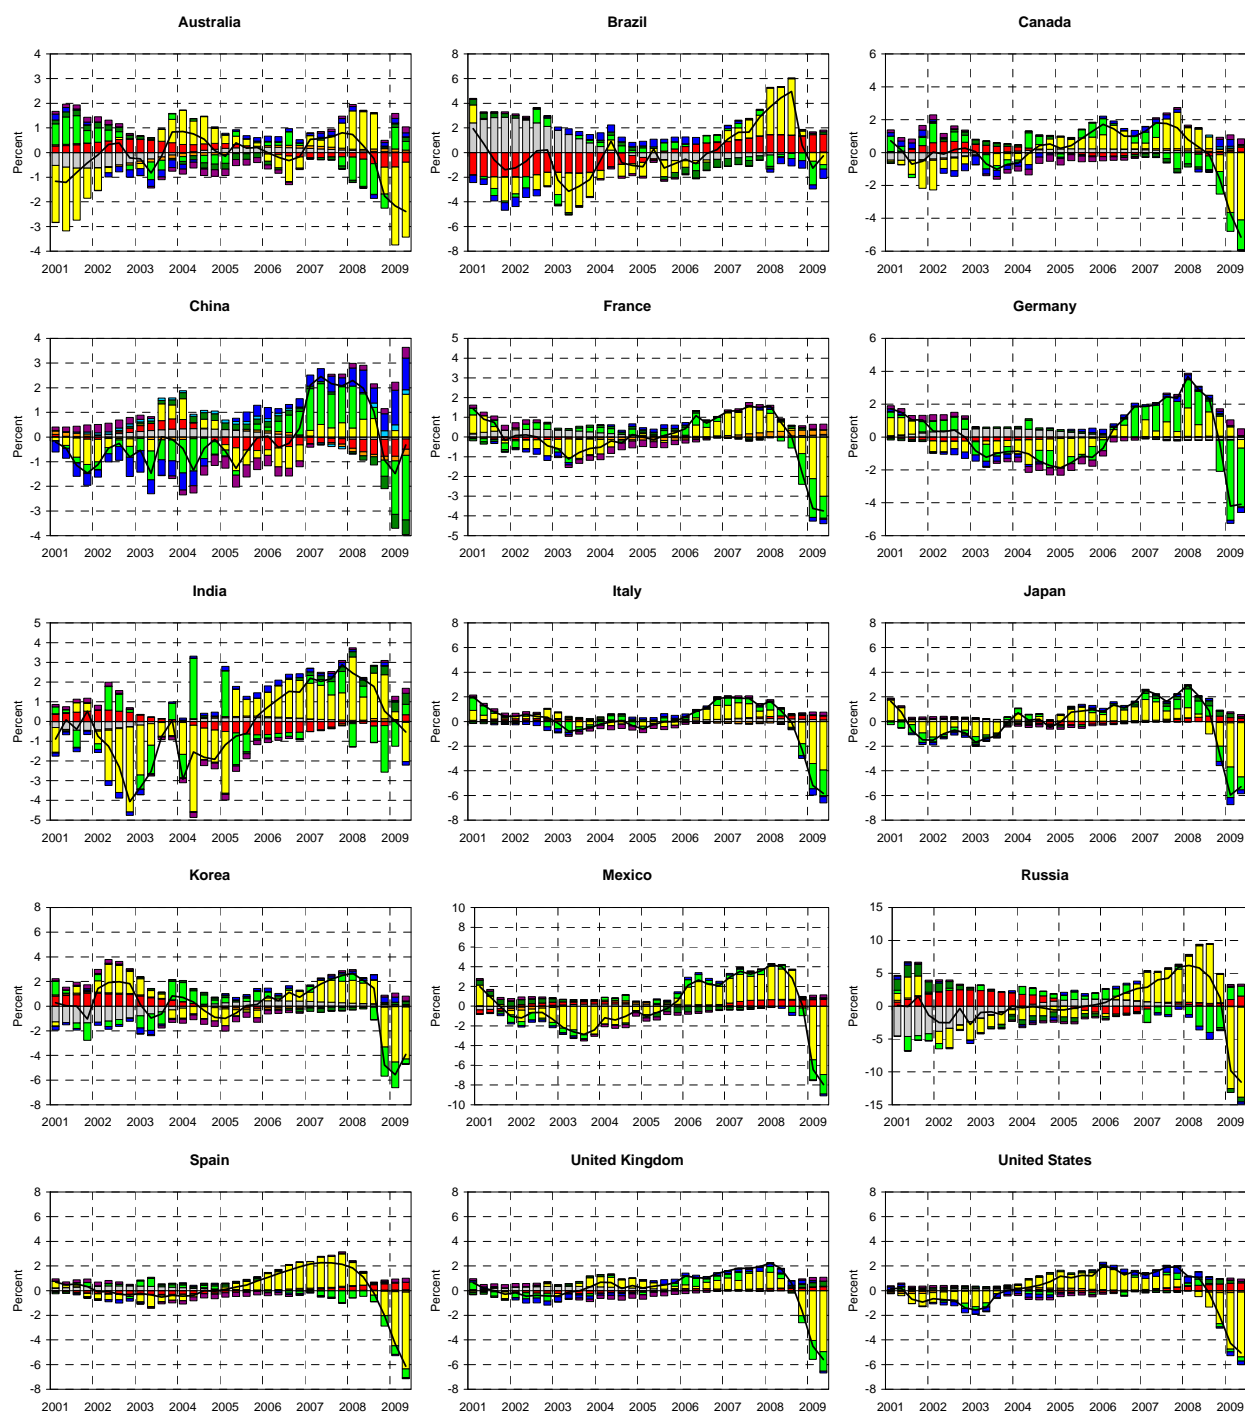 Australia Brazil Canada
4 8 6
3 6 4
2 4
1 2 2
0 0 0
-1 -2 -2
-2 -4
-3 -6 -4
-4 -8 -6
Percent Percent Percent
2001 2002 2003 2004 2005 2006 2007 2008 2009 2001 2002 2003 2004 2005 2006 2007 2008 2009 2001 2002 2003 2004 2005 2006 2007 2008 2009
China France Germany
4 5 6
3 4 4
2 3
1 2 2
0 1 0
-1 0 -2
-2 -1
-3 -2 -4
-4 -3 -6
-4
-5
Percent Percent Percent
2001 2002 2003 2004 2005 2006 2007 2008 2009 2001 2002 2003 2004 2005 2006 2007 2008 2009 2001 2002 2003 2004 2005 2006 2007 2008 2009
India Italy Japan
5 8 8
4 6 6
3 4 4
2 2 2
1 0 0
0 -2 -2
-1 -4 -4
-2 -6 -6
-3 -8 -8
-4
-5
Percent Percent Percent
2001 2002 2003 2004 2005 2006 2007 2008 2009 2001 2002 2003 2004 2005 2006 2007 2008 2009 2001 2002 2003 2004 2005 2006 2007 2008 2009
Korea Mexico Russia
8 10 15
6 8 10
4 6 5
2 4 0
0 2 -5
-2 0 -10
-4 -2 -15
-6 -4
-8 -6
-8
-10
Percent Percent Percent
2001 2002 2003 2004 2005 2006 2007 2008 2009 2001 2002 2003 2004 2005 2006 2007 2008 2009 2001 2002 2003 2004 2005 2006 2007 2008 2009
Spain United Kingdom United States
8 8 8
6 6 6
4 4 4
2 2 2
0 0 0
-2 -2 -2
-4 -4 -4
-6 -6 -6
-8 -8 -8
Percent Percent Percent
2001 2002 2003 2004 2005 2006 2007 2008 2009 2001 2002 2003 2004 2005 2006 2007 2008 2009 2001 2002 2003 2004 2005 2006 2007 2008 2009